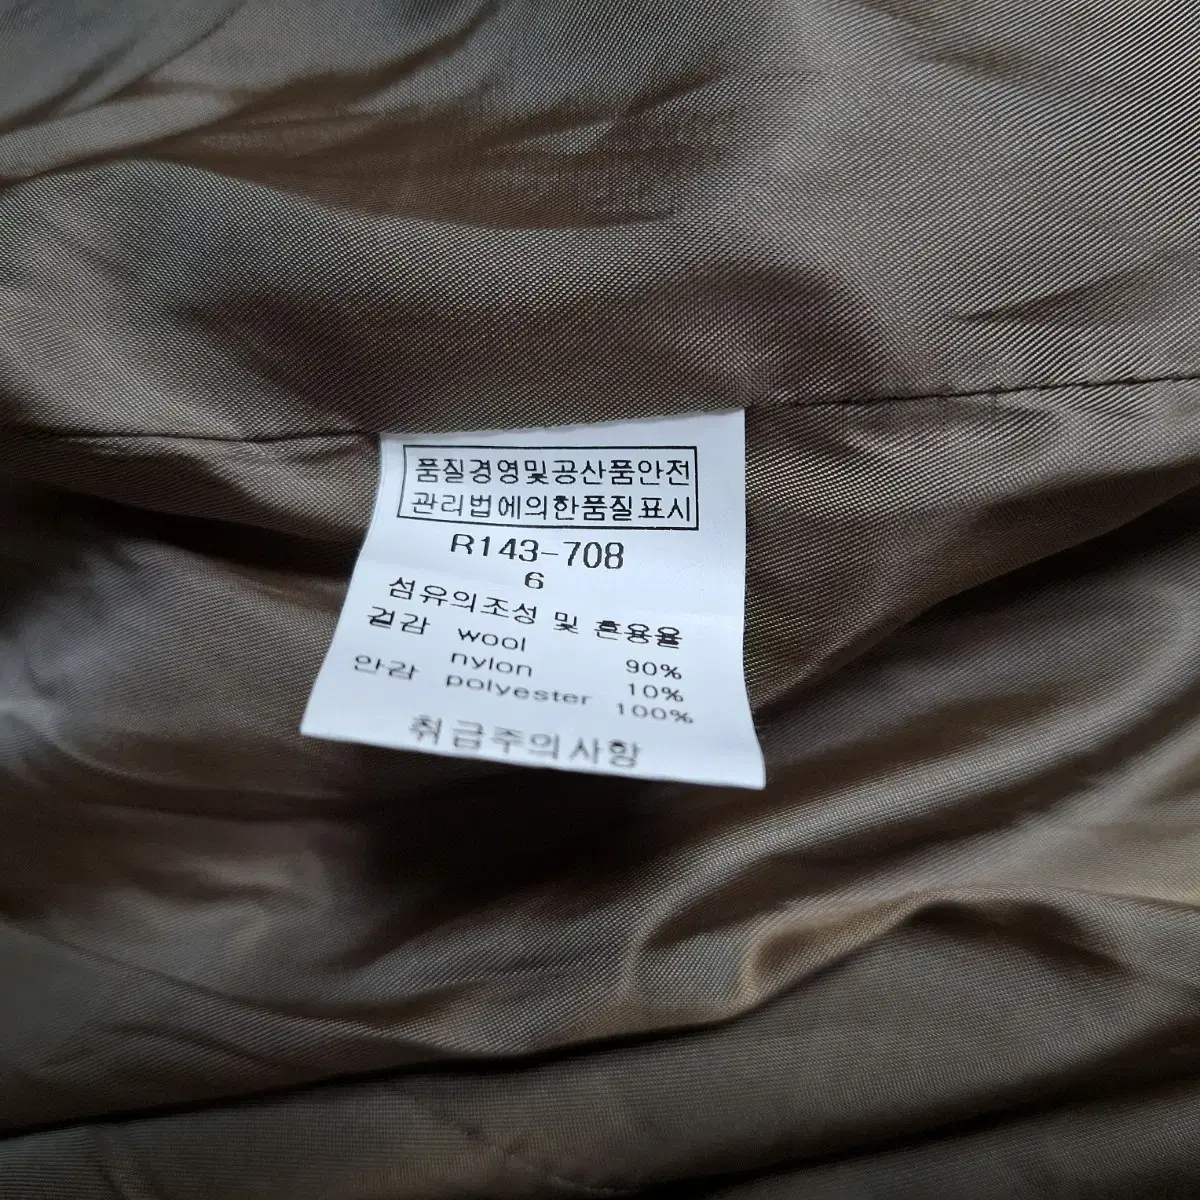 품질경영및공산품안전
관리법에의한품질표시
R143-708
6
섬유의조성 및 혼용율
겉감 wool 90%
nylon 10%
안감 polyester 100%
취급주의사항